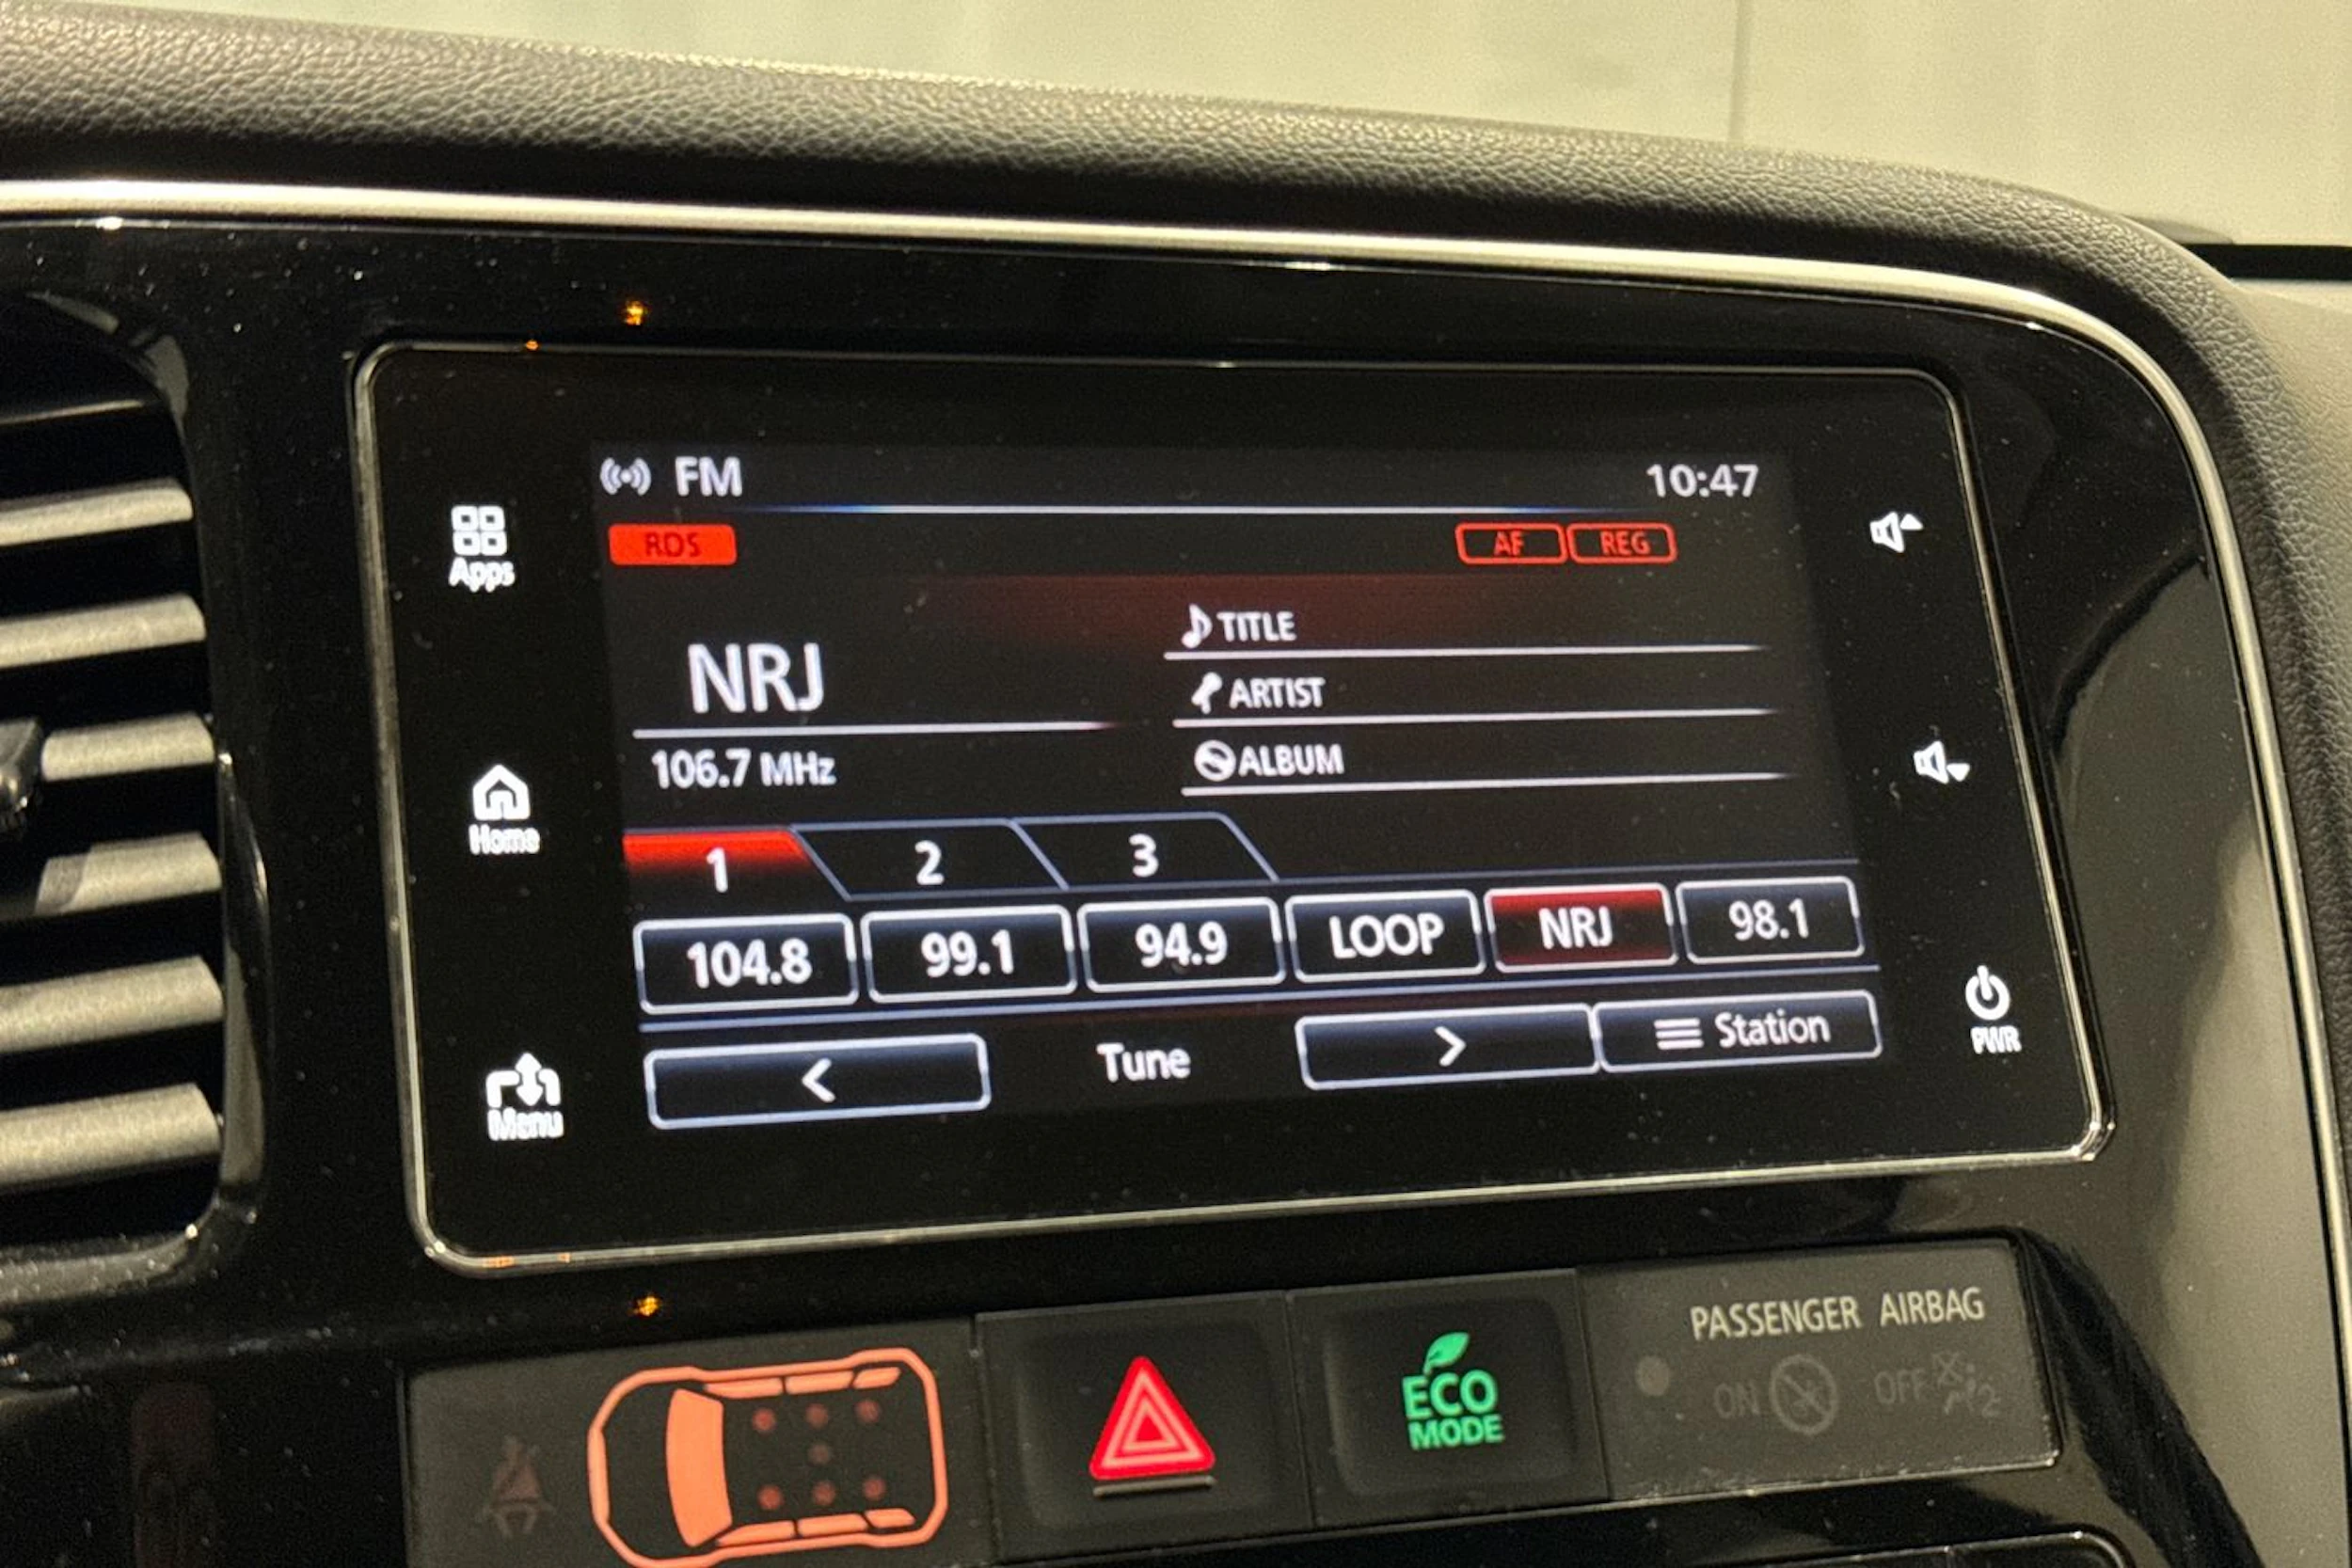 FM 10:47
RDS AF REG
Apps
NRJ
106.7 MHz
TITLE
ARTIST
ALBUM
Home
1 2 3
104.8 99.1 94.9 LOOP NRJ 98.1
< Tune > Station
Menu
PWR
PASSENGER AIRBAG
ON OFF
ECO
MODE